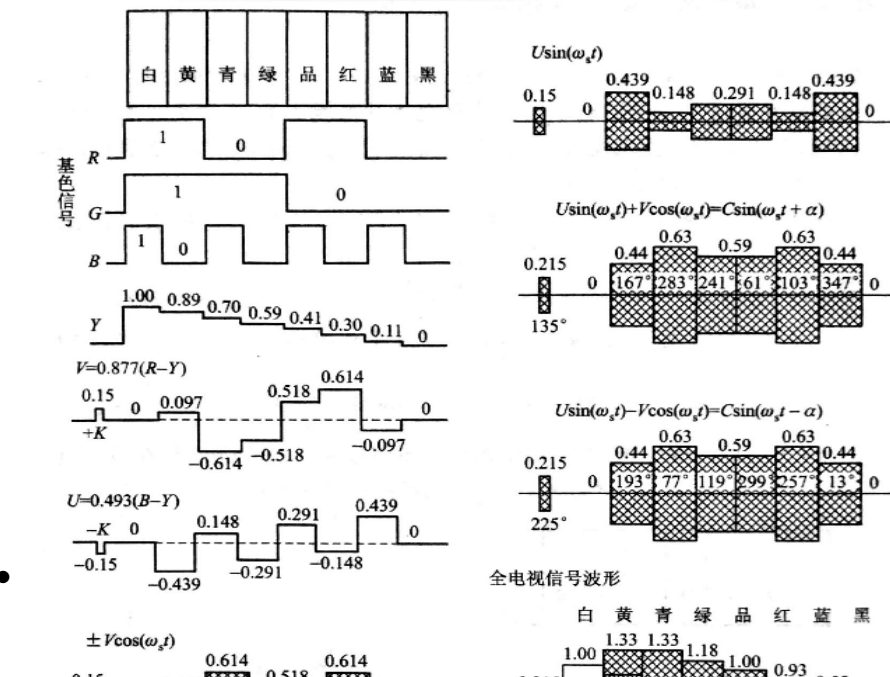 白 黄 青 绿 品 红 蓝 黑
基色信号
R
1
0
G
1
0
B
1
0
Y
1.00 0.89 0.70 0.59 0.41 0.30 0.11 0
V=0.877(R−Y)
0.15 0 0.097 0.518 0.614 0
+K
−0.614 −0.518 −0.097
U=0.493(B−Y)
−K 0 0.148 0.291 0.439 0
−0.15 −0.439 −0.291 −0.148
±Vcos(ωst)
0.614 0.518 0.614
0.15
Usin(ωst)
0.15 0 0.439 0.148 0.291 0.148 0.439 0
Usin(ωst)+Vcos(ωst)=Csin(ωst+α)
0.215 0 0.44 0.63 0.59 0.63 0.44 0
167° 283° 241° 61° 103° 347°
135°
Usin(ωst)−Vcos(ωst)=Csin(ωst−α)
0.215 0 0.44 0.63 0.59 0.63 0.44 0
193° 77° 119° 299° 257° 13°
225°
全电视信号波形
白 黄 青 绿 品 红 蓝 黑
1.00 1.33 1.33 1.18 1.00 0.93